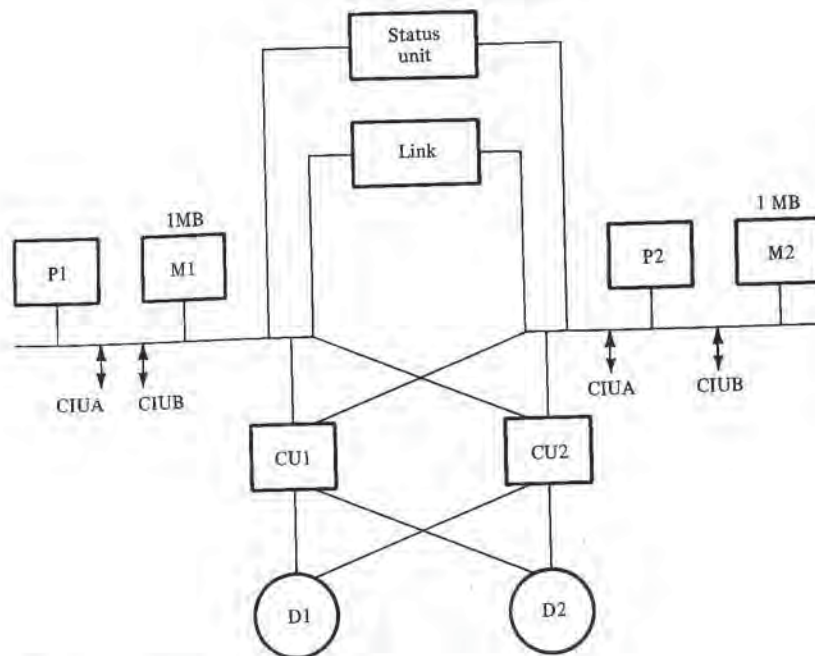 Status
unit
Link
1MB
1 MB
P1
M1
P2
M2
CIUA
CIUB
CIUA
CIUB
CU1
CU2
D1
D2